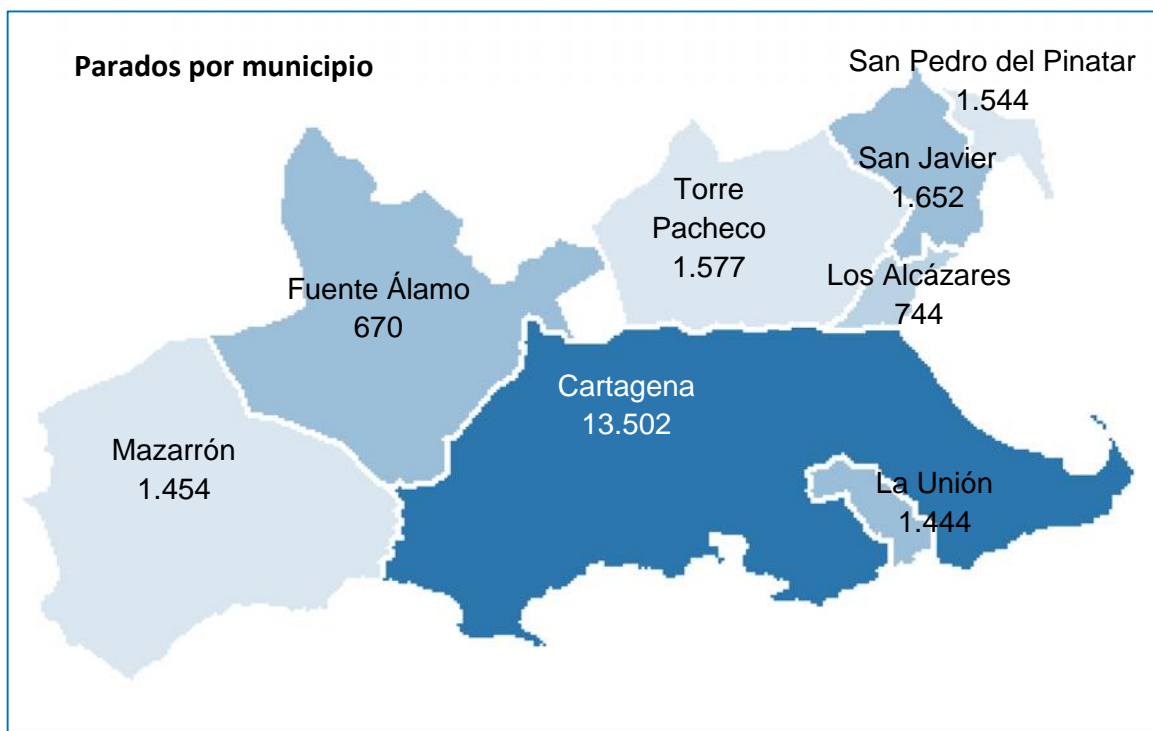 Parados por municipio
San Pedro del Pinatar
1.544
San Javier
1.652
Torre
Pacheco
1.577
Los Alcázares
744
Fuente Álamo
670
Cartagena
13.502
Mazarrón
1.454
La Unión
1.444